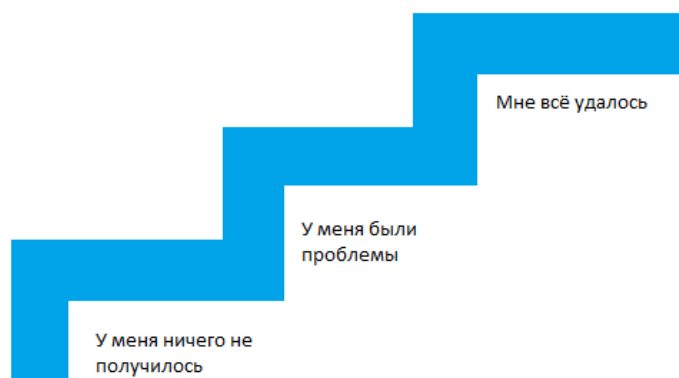 Мне всё удалось
У меня были
проблемы
У меня ничего не
получилось